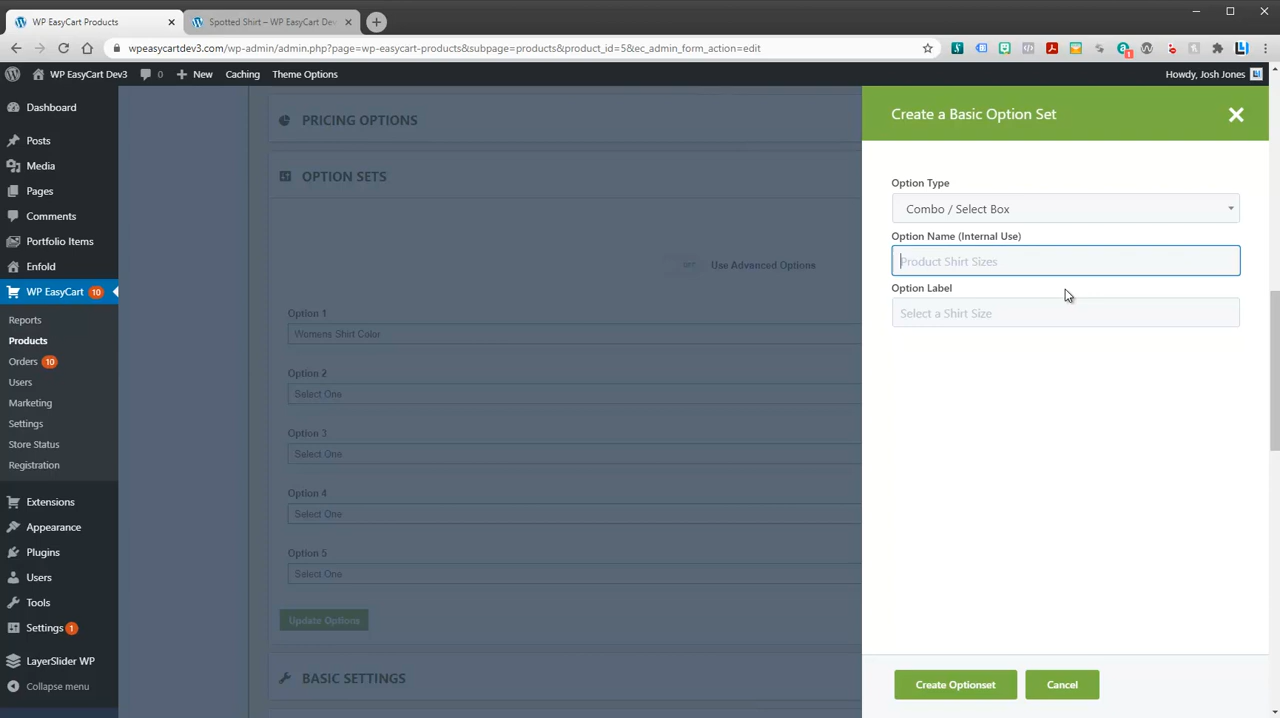 WP EasyCart Products
Spotted Shirt – WP EasyCart Dev
wpeasycartdev3.com/wp-admin/admin.php?page=wp-easycart-products&subpage=products&product_id=5&ec_admin_form_action=edit
WP EasyCart Dev3
New
Caching
Theme Options
Howdy, Josh Jones
Dashboard
Posts
Media
Pages
Comments
Portfolio Items
Enfold
WP EasyCart 10
Reports
Products
Orders 10
Users
Marketing
Settings
Store Status
Registration
Extensions
Appearance
Plugins
Users
Tools
Settings 1
LayerSlider WP
Collapse menu
PRICING OPTIONS
OPTION SETS
OFF Use Advanced Options
Option 1
Womens Shirt Color
Option 2
Select One
Option 3
Select One
Option 4
Select One
Option 5
Select One
Update Options
BASIC SETTINGS
Create a Basic Option Set
Option Type
Combo / Select Box
Option Name (Internal Use)
Product Shirt Sizes
Option Label
Select a Shirt Size
Create Optionset
Cancel